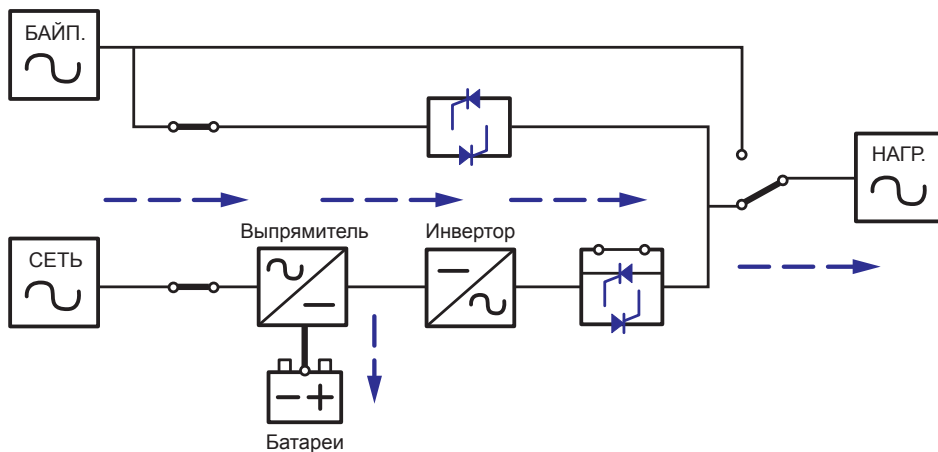 БАЙП.
НАГР.
Выпрямитель
Инвертор
СЕТЬ
Батареи